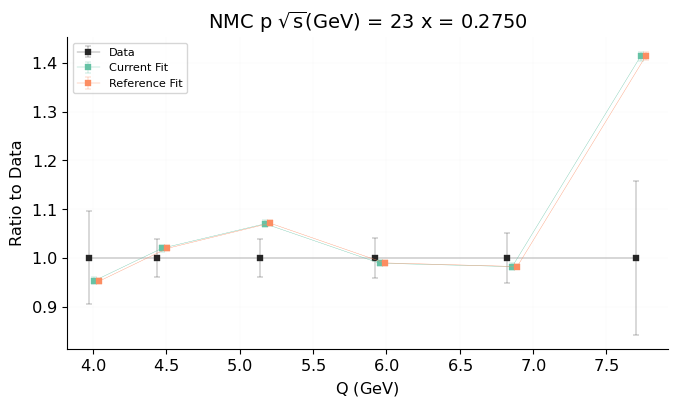 NMC p √s(GeV) = 23 x = 0.2750
Data
Current Fit
Reference Fit
Ratio to Data
1.4
1.3
1.2
1.1
1.0
0.9
4.0 4.5 5.0 5.5 6.0 6.5 7.0 7.5
Q (GeV)